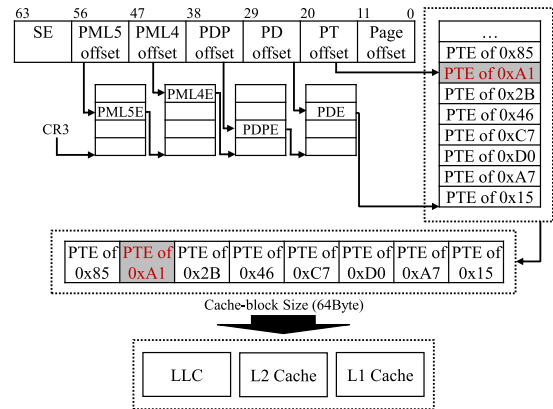 63 56 47 38 29 20 11 0
SE PML5 offset PML4 offset PDP offset PD offset PT offset Page offset
...
PTE of 0x85
PTE of 0xA1
PTE of 0x2B
PTE of 0x46
PTE of 0xC7
PTE of 0xD0
PTE of 0xA7
PTE of 0x15
CR3
PML5E
PML4E
PDPE
PDE
PTE of 0x85 PTE of 0xA1 PTE of 0x2B PTE of 0x46 PTE of 0xC7 PTE of 0xD0 PTE of 0xA7 PTE of 0x15
Cache-block Size (64Byte)
LLC L2 Cache L1 Cache